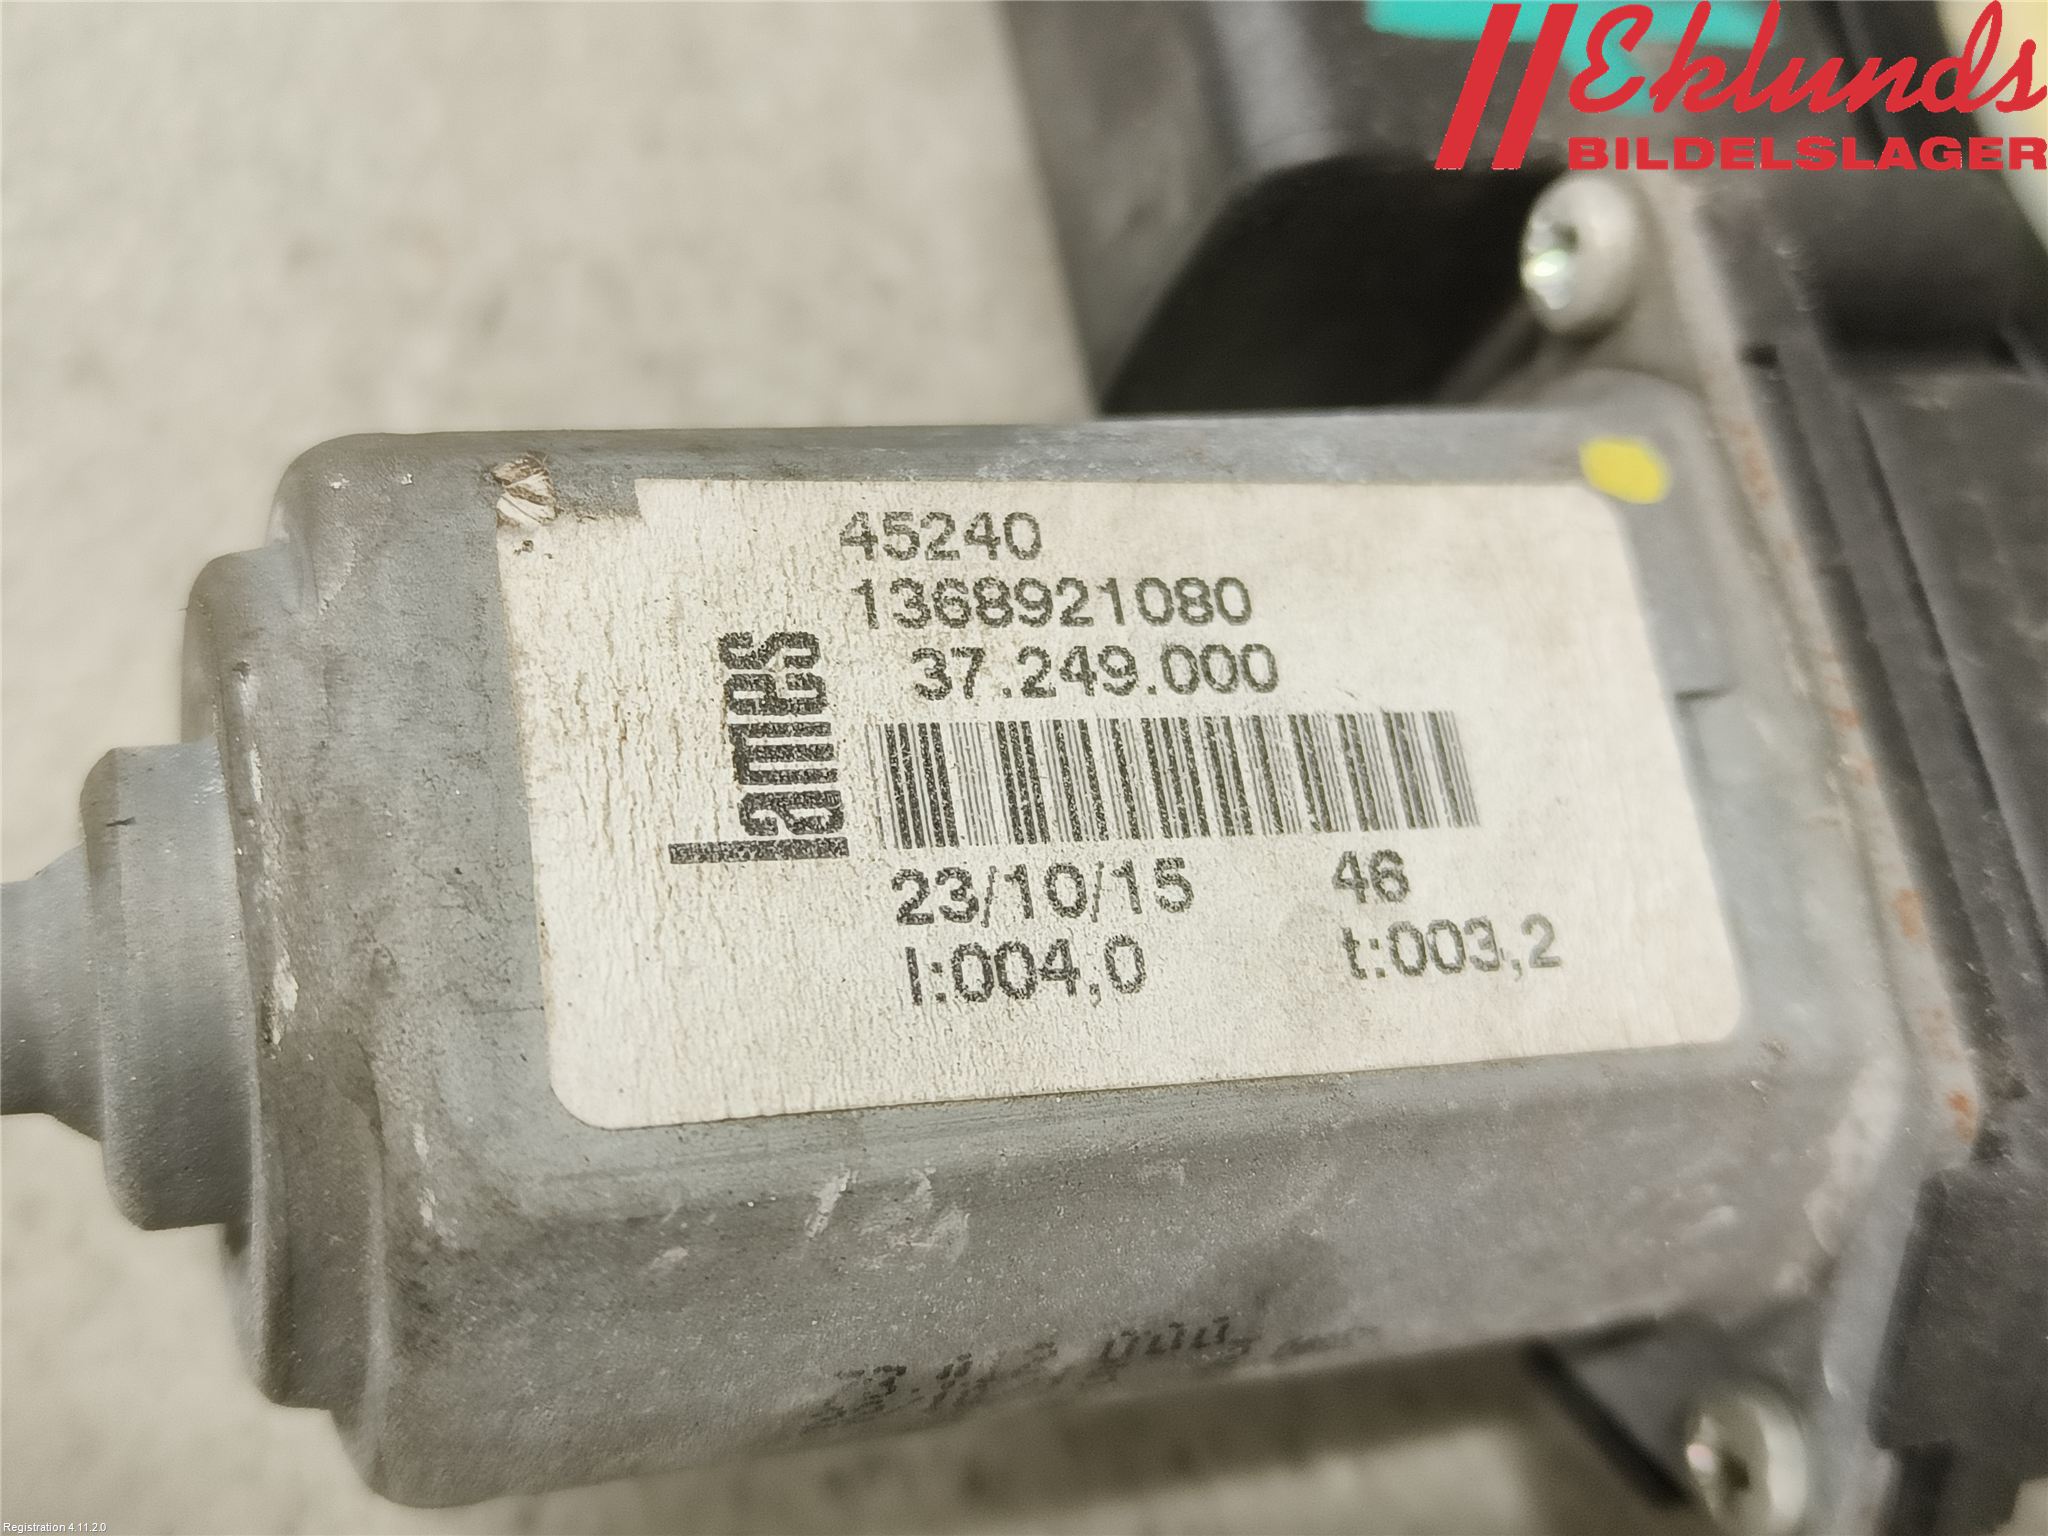 Eklunds
BILDELSLAGER
45240
1368921080
37.249.000
lames
23/10/15 46
I:004,0 t:003,2
Registration 4.11.2.0